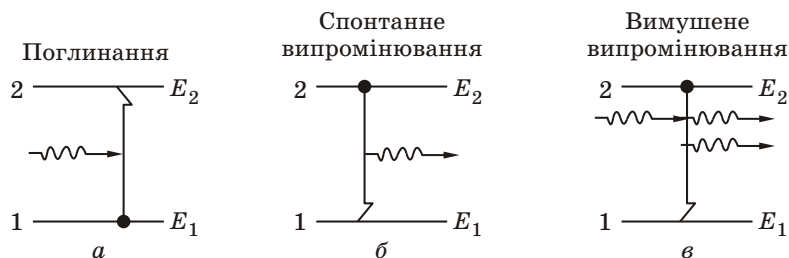 Поглинання
2 E2
1 E1
а
Спонтанне
випромінювання
2 E2
1 E1
б
Вимушене
випромінювання
2 E2
1 E1
в